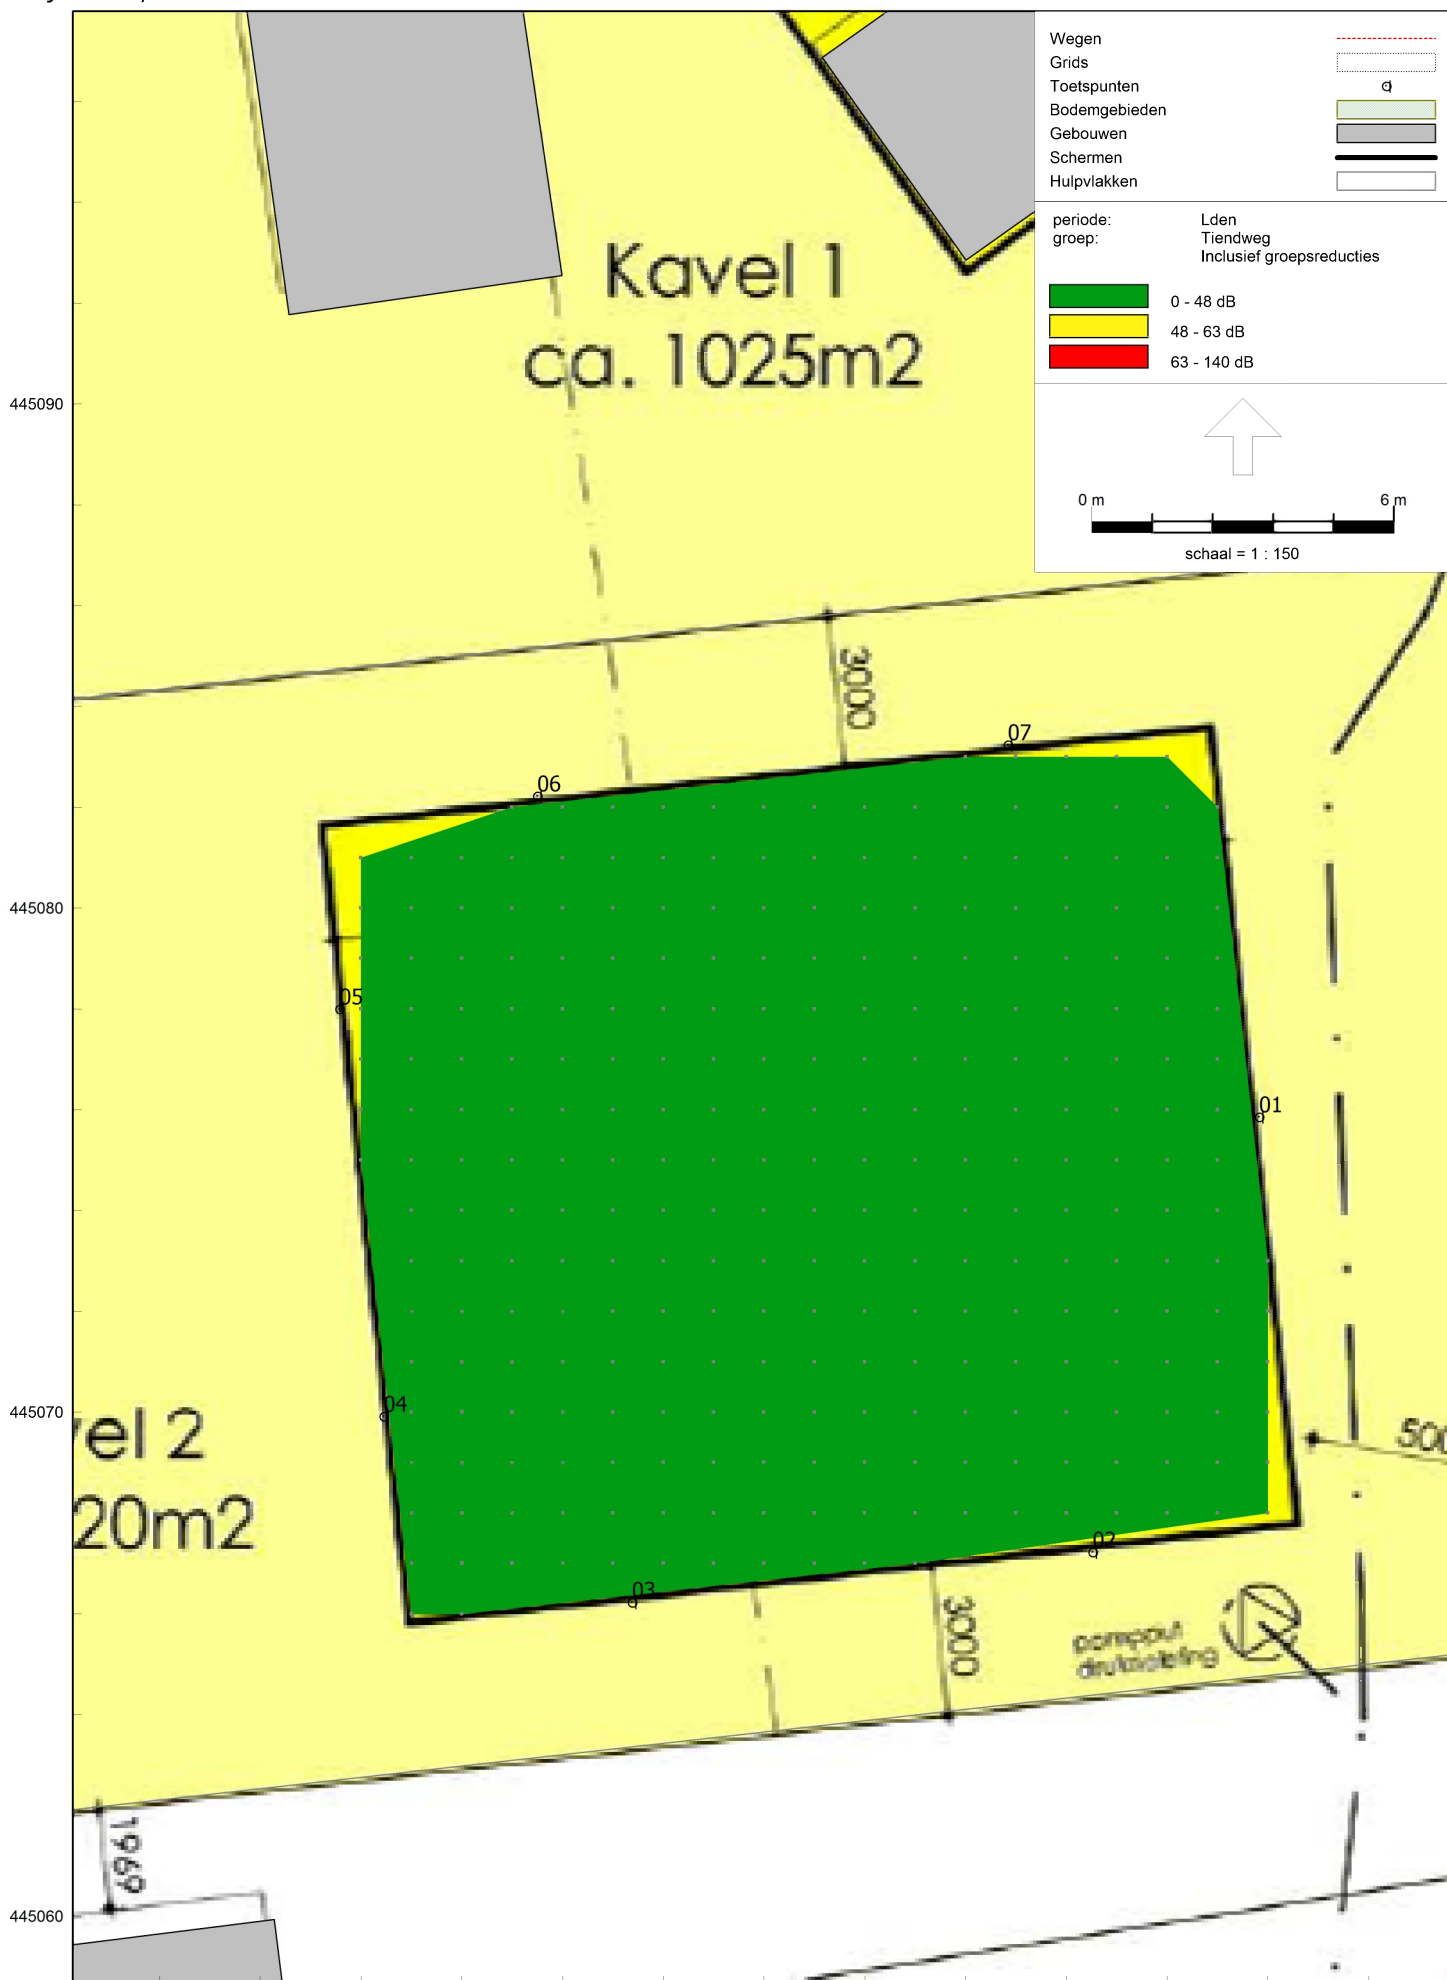 Wegen
Grids
Toetspunten
Bodemgebieden
Gebouwen
Schermen
Hulpvlakken
periode: Lden
groep: Tiendweg
Inclusief groepsreducties
0 - 48 dB
48 - 63 dB
63 - 140 dB
0 m 6 m
schaal = 1 : 150
Kavel 1
ca. 1025m2
445090
3000
07
06
445080
05
01
04
445070
vel 2
20m2
500
02
03
3000
1969
445060